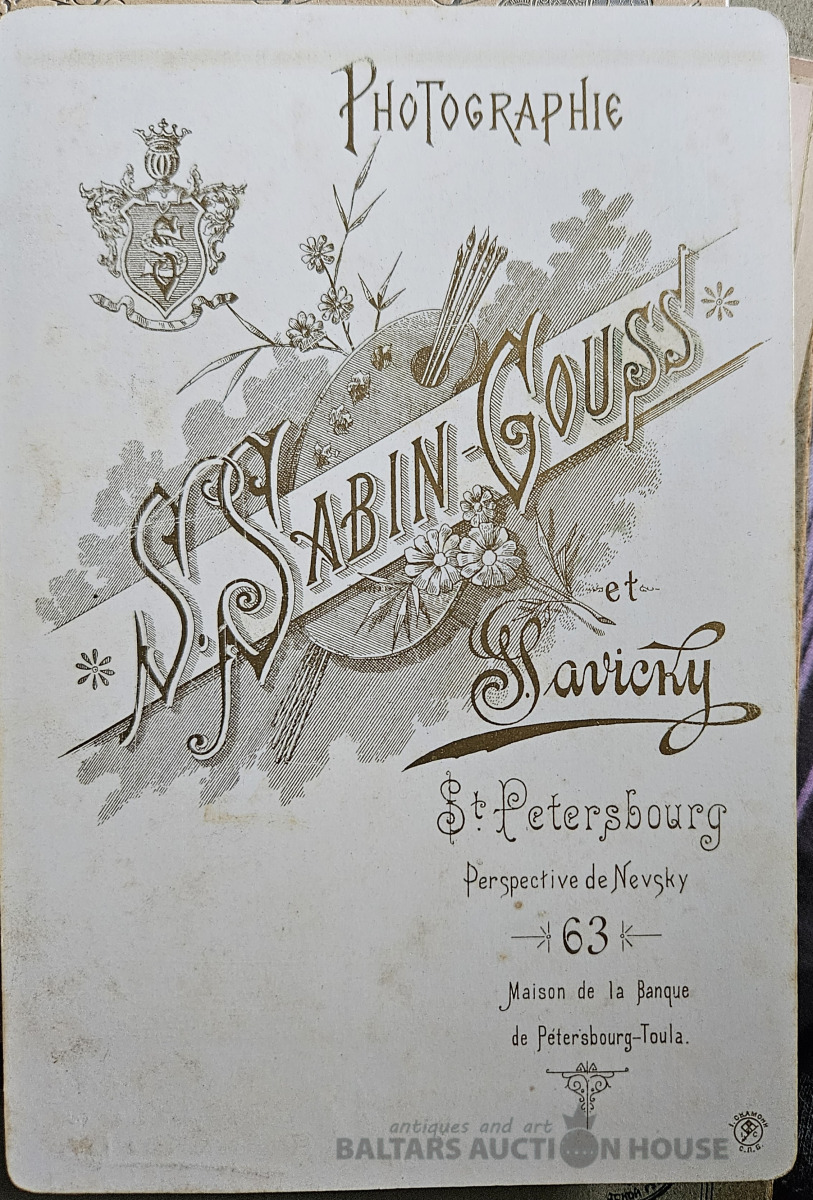 PHOTOGRAPHIE
S. SABIN-GOUSS
et
Savicky
St. Petersbourg
Perspective de Nevsky
63
Maison de la Banque
de Pétersbourg-Toula.
І. СКАМОНИ
С.П.Б.
antiques and art
BALTARS AUCTION HOUSE